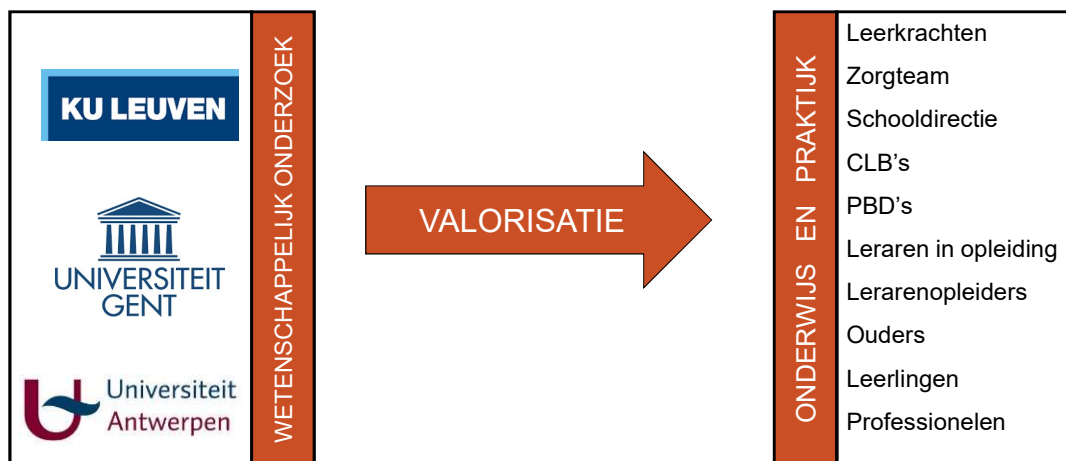 KU LEUVEN
UNIVERSITEIT
GENT
Universiteit
Antwerpen
WETENSCHAPPELIJK ONDERZOEK
VALORISATIE
ONDERWIJS EN PRAKTIJK
Leerkrachten
Zorgteam
Schooldirectie
CLB’s
PBD’s
Leraren in opleiding
Lerarenopleiders
Ouders
Leerlingen
Professionelen